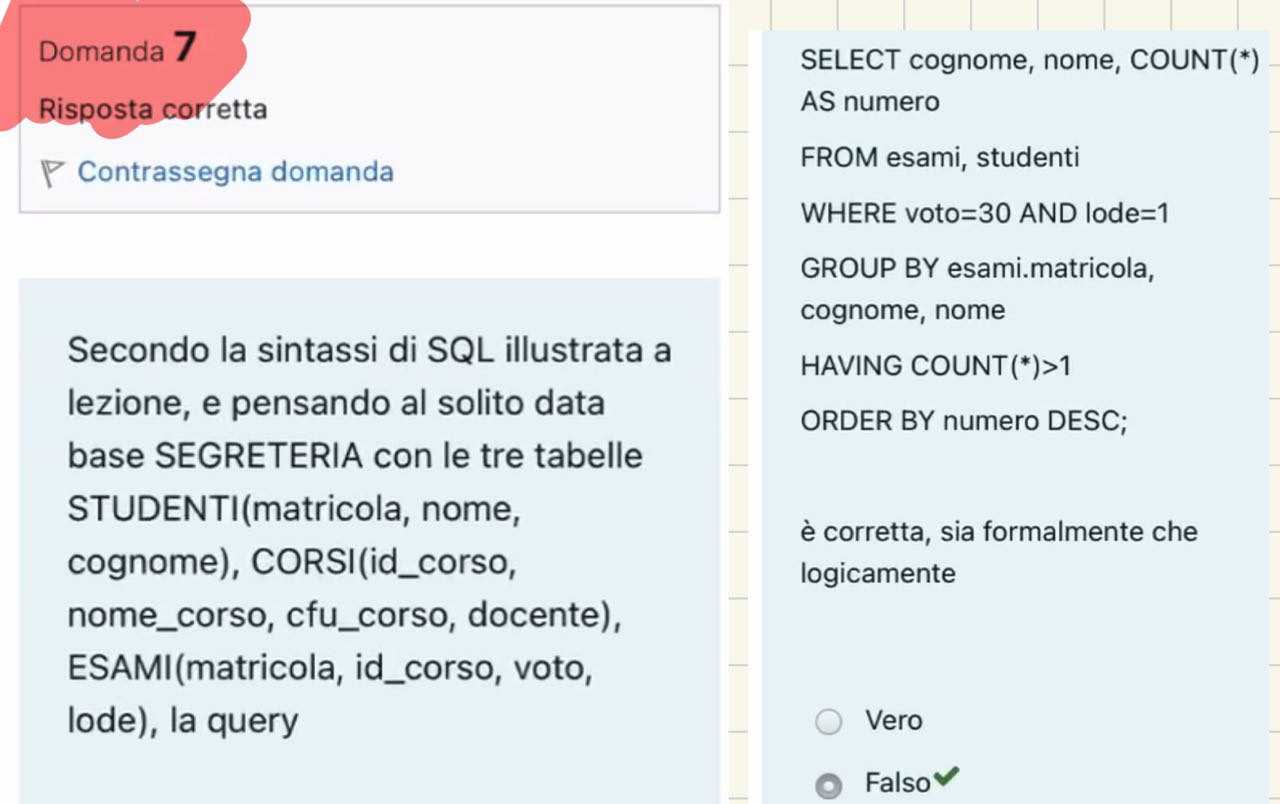 Domanda 7
Risposta corretta
Contrassegna domanda
Secondo la sintassi di SQL illustrata a
lezione, e pensando al solito data
base SEGRETERIA con le tre tabelle
STUDENTI(matricola, nome,
cognome), CORSI(id_corso,
nome_corso, cfu_corso, docente),
ESAMI(matricola, id_corso, voto,
lode), la query
SELECT cognome, nome, COUNT(*)
AS numero
FROM esami, studenti
WHERE voto=30 AND lode=1
GROUP BY esami.matricola,
cognome, nome
HAVING COUNT(*)>1
ORDER BY numero DESC;
è corretta, sia formalmente che
logicamente
Vero
Falso